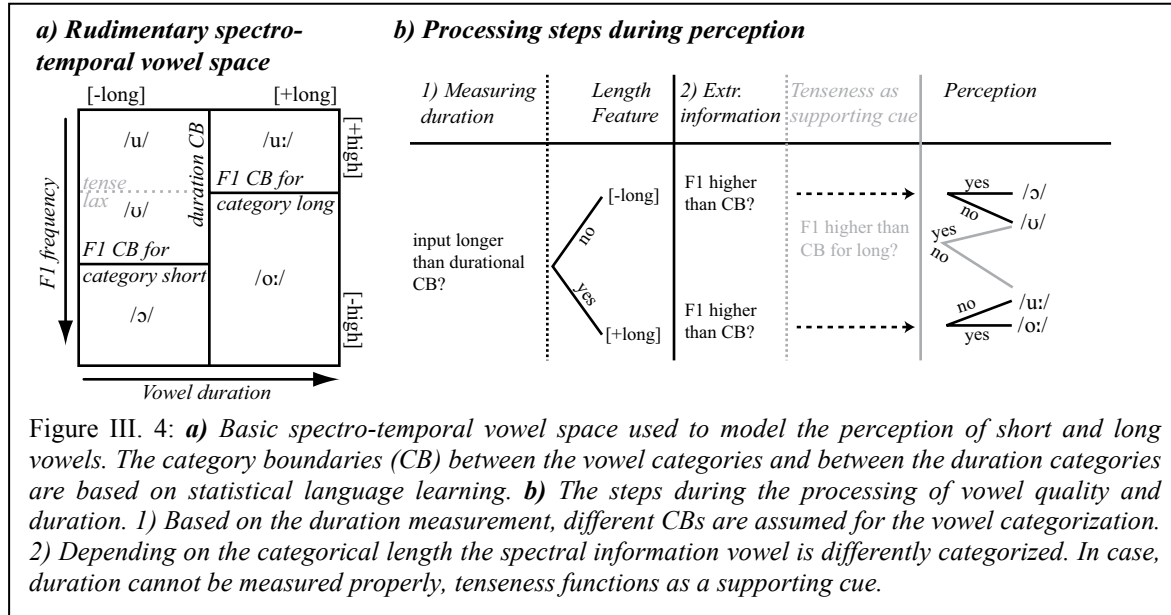 a) Rudimentary spectro-
temporal vowel space
[-long]
[+long]
/u/
duration CB
/uː/
[+high]
tense
lax
F1 CB for
category long
/ʊ/
F1 CB for
category short
/oː/
/ɔ/
[-high]
F1 frequency
Vowel duration
b) Processing steps during perception
1) Measuring
duration
Length
Feature
2) Extr.
information
Tenseness as
supporting cue
Perception
input longer
than durational
CB?
no
yes
[-long]
[+long]
F1 higher
than CB?
F1 higher
than CB?
F1 higher than
CB for long?
yes
no
/ɔ/
/ʊ/
yes
no
no
yes
/uː/
/oː/
Figure III. 4: a) Basic spectro-temporal vowel space used to model the perception of short and long
vowels. The category boundaries (CB) between the vowel categories and between the duration categories
are based on statistical language learning. b) The steps during the processing of vowel quality and
duration. 1) Based on the duration measurement, different CBs are assumed for the vowel categorization.
2) Depending on the categorical length the spectral information vowel is differently categorized. In case,
duration cannot be measured properly, tenseness functions as a supporting cue.